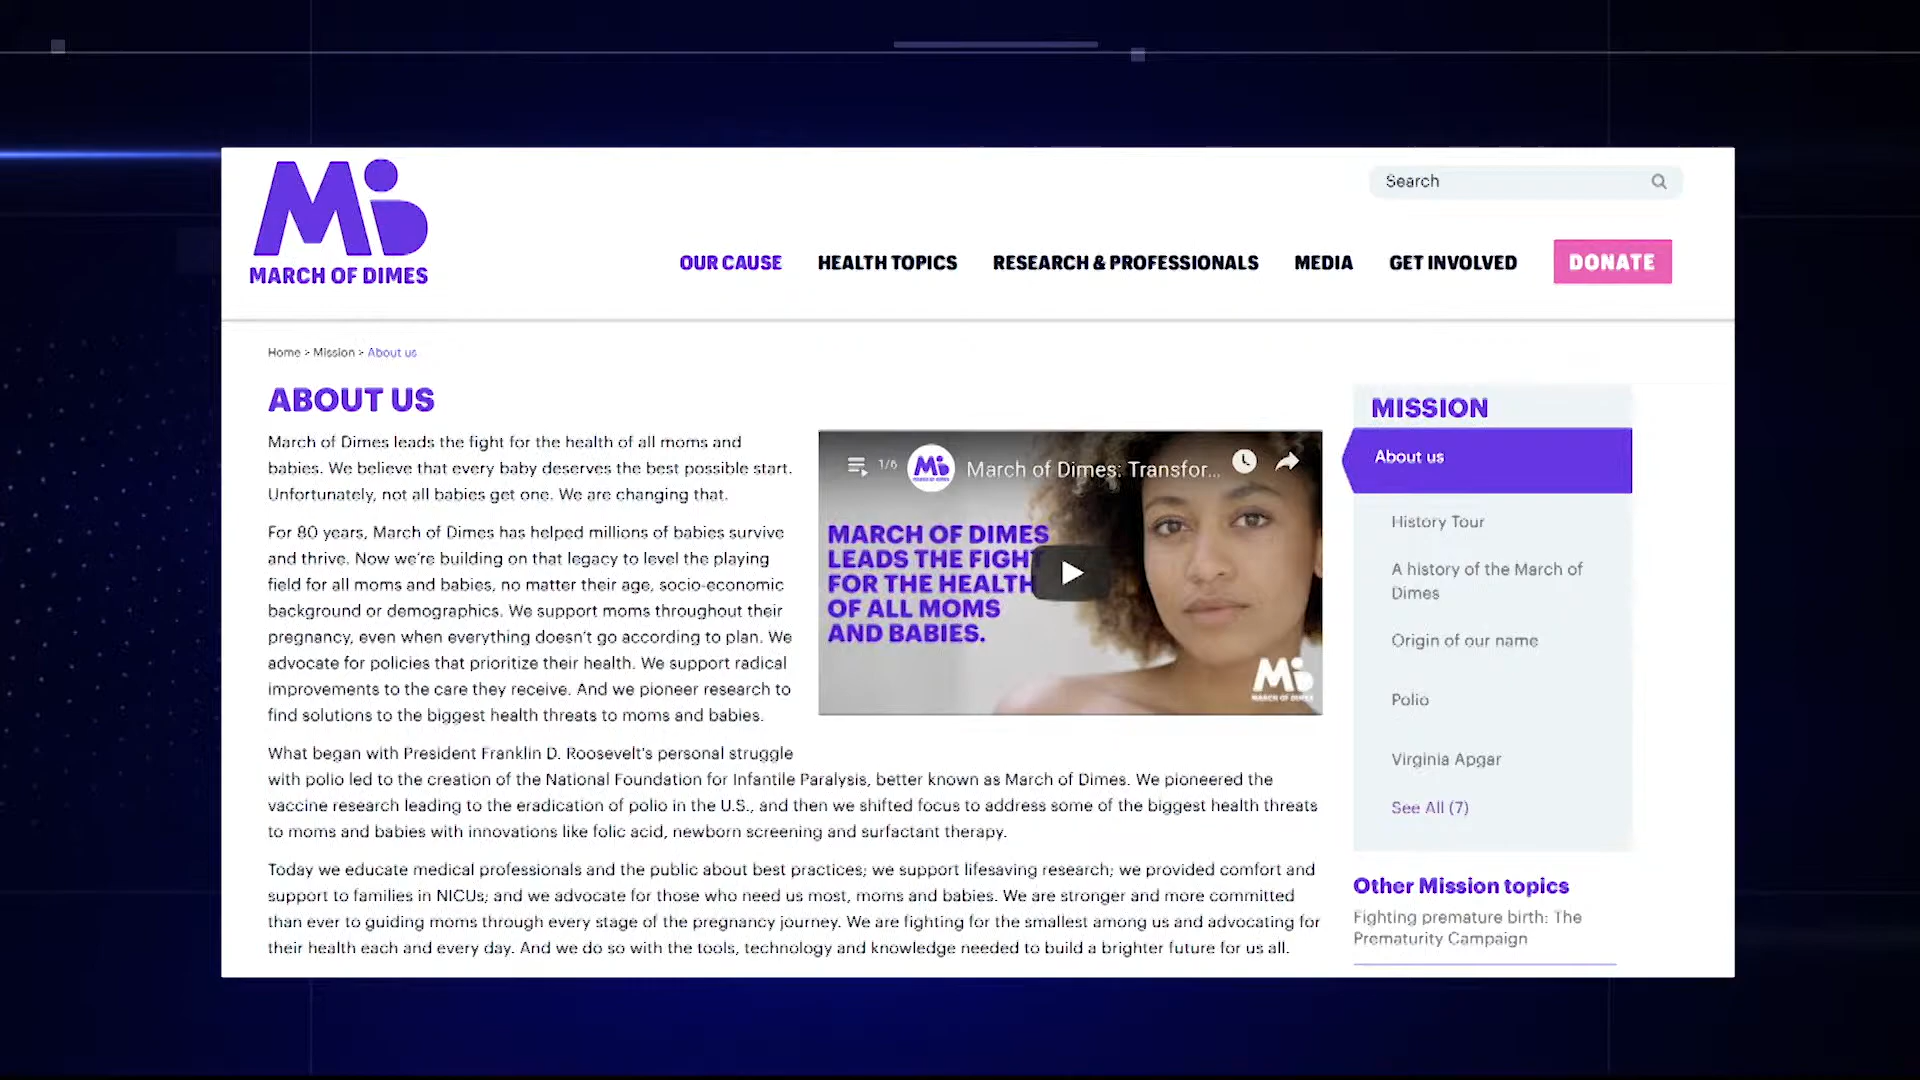 MARCH OF DIMES
Search
OUR CAUSE
HEALTH TOPICS
RESEARCH & PROFESSIONALS
MEDIA
GET INVOLVED
DONATE
Home > Mission > About us
ABOUT US
March of Dimes leads the fight for the health of all moms and
babies. We believe that every baby deserves the best possible start.
Unfortunately, not all babies get one. We are changing that.
For 80 years, March of Dimes has helped millions of babies survive
and thrive. Now we're building on that legacy to level the playing
field for all moms and babies, no matter their age, socio-economic
background or demographics. We support moms throughout their
pregnancy, even when everything doesn't go according to plan. We
advocate for policies that prioritize their health. We support radical
improvements to the care they receive. And we pioneer research to
find solutions to the biggest health threats to moms and babies.
What began with President Franklin D. Roosevelt's personal struggle
with polio led to the creation of the National Foundation for Infantile Paralysis, better known as March of Dimes. We pioneered the
vaccine research leading to the eradication of polio in the U.S., and then we shifted focus to address some of the biggest health threats
to moms and babies with innovations like folic acid, newborn screening and surfactant therapy.
Today we educate medical professionals and the public about best practices; we support lifesaving research; we provided comfort and
support to families in NICUs; and we advocate for those who need us most, moms and babies. We are stronger and more committed
than ever to guiding moms through every stage of the pregnancy journey. We are fighting for the smallest among us and advocating for
their health each and every day. And we do so with the tools, technology and knowledge needed to build a brighter future for us all.
1/6
March of Dimes: Transfor...
MARCH OF DIMES
LEADS THE FIGHT
FOR THE HEALTH
OF ALL MOMS
AND BABIES.
MARCH OF DIMES
MISSION
About us
History Tour
A history of the March of
Dimes
Origin of our name
Polio
Virginia Apgar
See All (7)
Other Mission topics
Fighting premature birth: The
Prematurity Campaign